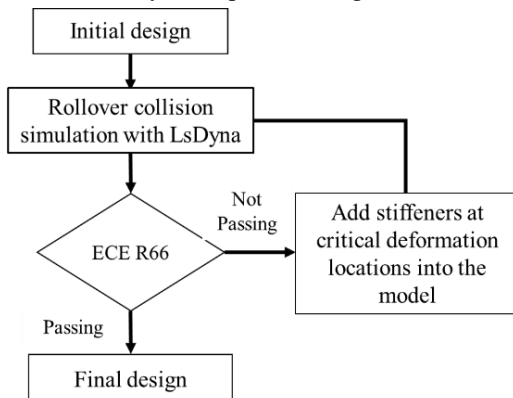 Initial design
Rollover collision
simulation with LsDyna
Not
Passing
ECE R66
Add stiffeners at
critical deformation
locations into the
model
Passing
Final design